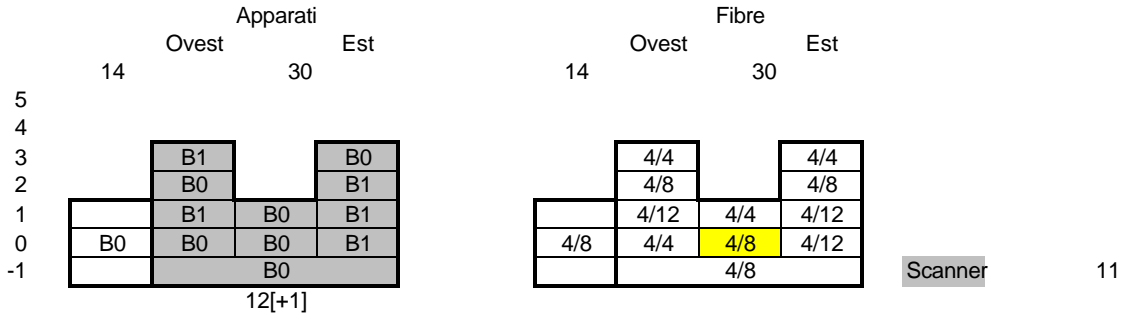 Apparati Fibre
Ovest Est Ovest Est
14 30 14 30
5
4
3 B1 B0 4/4 4/4
2 B0 B1 4/8 4/8
1 B1 B0 B1 4/12 4/4 4/12
0 B0 B0 B0 B1 4/8 4/4 4/8 4/12
-1 B0 4/8 Scanner 11
12[+1]